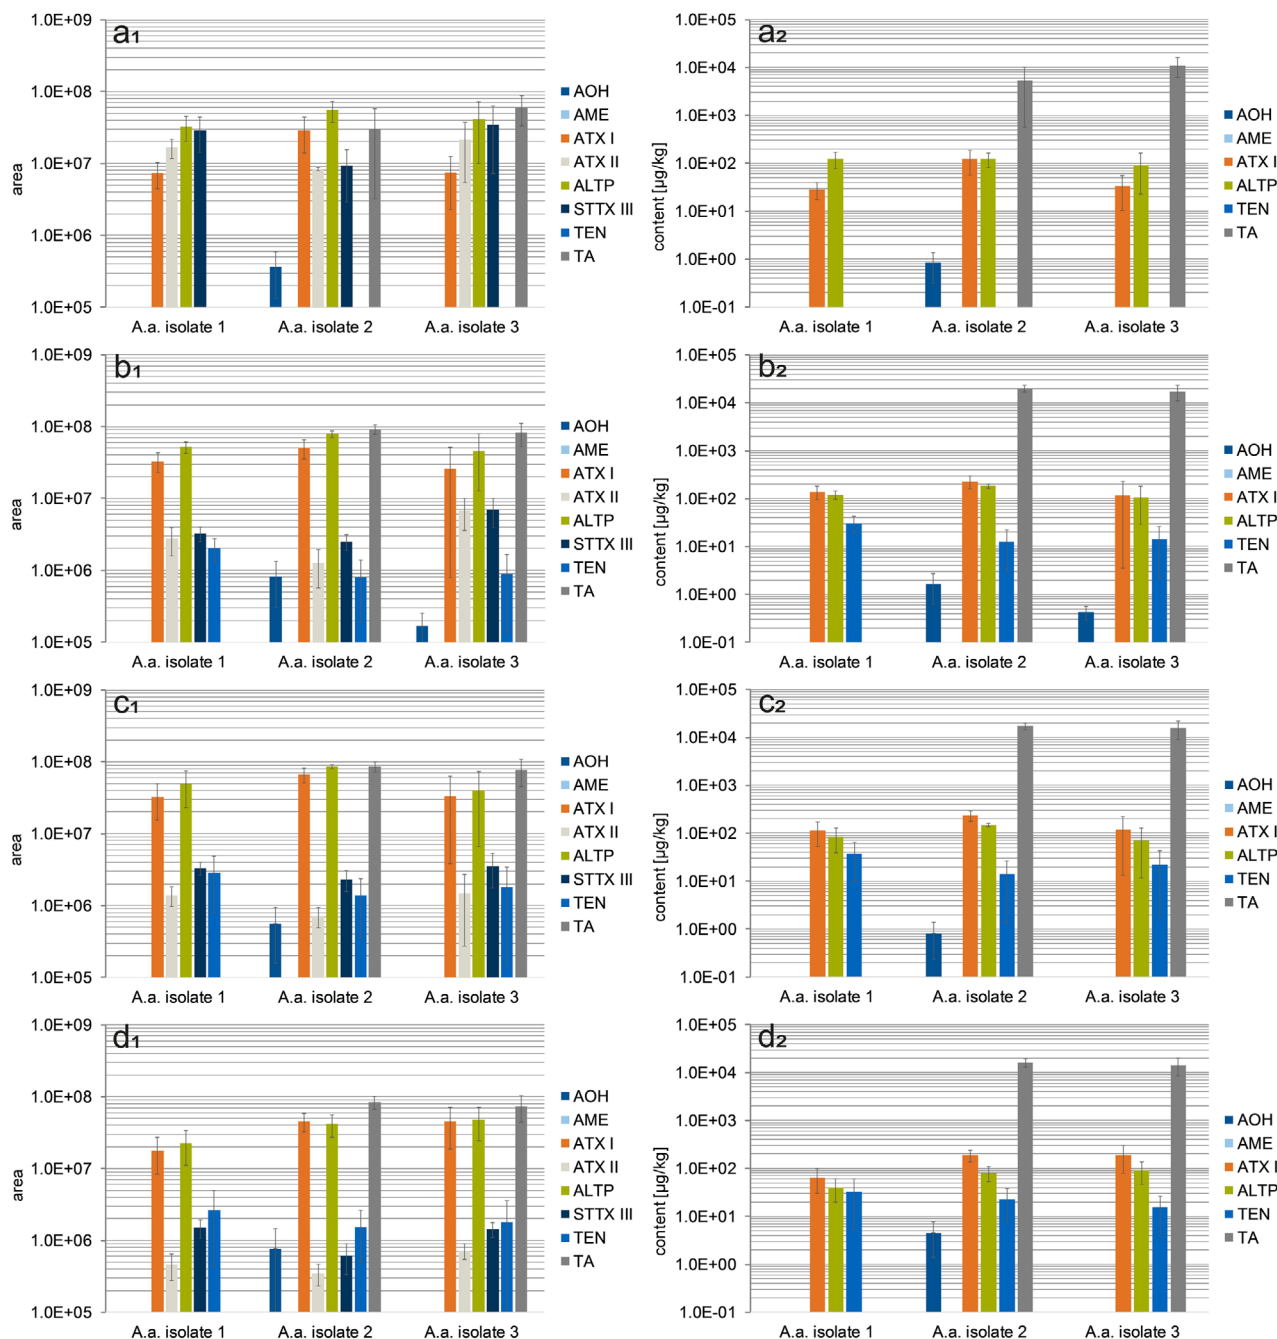 a₁
1.0E+09
1.0E+08
1.0E+07
1.0E+06
1.0E+05
area
A.a. isolate 1
A.a. isolate 2
A.a. isolate 3
AOH
AME
ATX I
ATX II
ALTP
STTX III
TEN
TA
a₂
1.0E+05
1.0E+04
1.0E+03
1.0E+02
1.0E+01
1.0E+00
1.0E-01
content [µg/kg]
A.a. isolate 1
A.a. isolate 2
A.a. isolate 3
AOH
AME
ATX I
ALTP
TEN
TA
b₁
1.0E+09
1.0E+08
1.0E+07
1.0E+06
1.0E+05
area
A.a. isolate 1
A.a. isolate 2
A.a. isolate 3
AOH
AME
ATX I
ATX II
ALTP
STTX III
TEN
TA
b₂
1.0E+05
1.0E+04
1.0E+03
1.0E+02
1.0E+01
1.0E+00
1.0E-01
content [µg/kg]
A.a. isolate 1
A.a. isolate 2
A.a. isolate 3
AOH
AME
ATX I
ALTP
TEN
TA
c₁
1.0E+09
1.0E+08
1.0E+07
1.0E+06
1.0E+05
area
A.a. isolate 1
A.a. isolate 2
A.a. isolate 3
AOH
AME
ATX I
ATX II
ALTP
STTX III
TEN
TA
c₂
1.0E+05
1.0E+04
1.0E+03
1.0E+02
1.0E+01
1.0E+00
1.0E-01
content [µg/kg]
A.a. isolate 1
A.a. isolate 2
A.a. isolate 3
AOH
AME
ATX I
ALTP
TEN
TA
d₁
1.0E+09
1.0E+08
1.0E+07
1.0E+06
1.0E+05
area
A.a. isolate 1
A.a. isolate 2
A.a. isolate 3
AOH
AME
ATX I
ATX II
ALTP
STTX III
TEN
TA
d₂
1.0E+05
1.0E+04
1.0E+03
1.0E+02
1.0E+01
1.0E+00
1.0E-01
content [µg/kg]
A.a. isolate 1
A.a. isolate 2
A.a. isolate 3
AOH
AME
ATX I
ALTP
TEN
TA